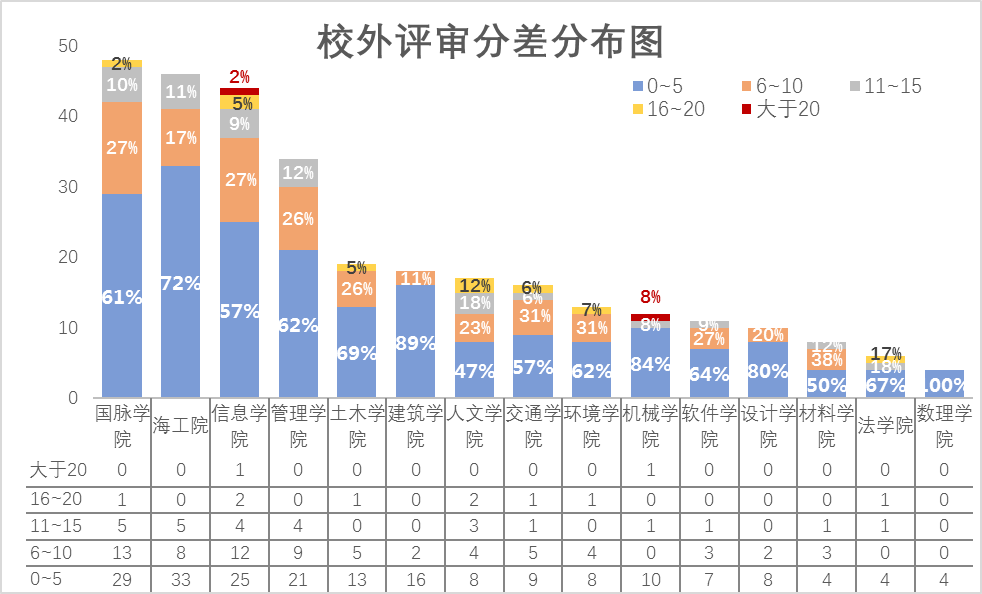 校外评审分差分布图
0~5 6~10 11~15
16~20 大于20
50
40
30
20
10
0
2% 10% 27% 61%
11% 17% 72%
2% 5% 9% 27% 57%
12% 26% 62%
5% 26% 69%
11% 89%
12% 18% 23% 47%
6% 6% 31% 57%
7% 31% 62%
8% 8% 84%
9% 27% 64%
20% 80%
12% 38% 50%
17% 18% 67%
100%
国脉学院 海工院 信息学院 管理学院 土木学院 建筑学院 人文学院 交通学院 环境学院 机械学院 软件学院 设计学院 材料学院 法学院 数理学院
大于20 0 0 1 0 0 0 0 0 0 1 0 0 0 0 0
16~20 1 0 2 0 1 0 2 1 1 0 0 0 0 1 0
11~15 5 5 4 4 0 0 3 1 0 1 1 0 1 1 0
6~10 13 8 12 9 5 2 4 5 4 0 3 2 3 0 0
0~5 29 33 25 21 13 16 8 9 8 10 7 8 4 4 4